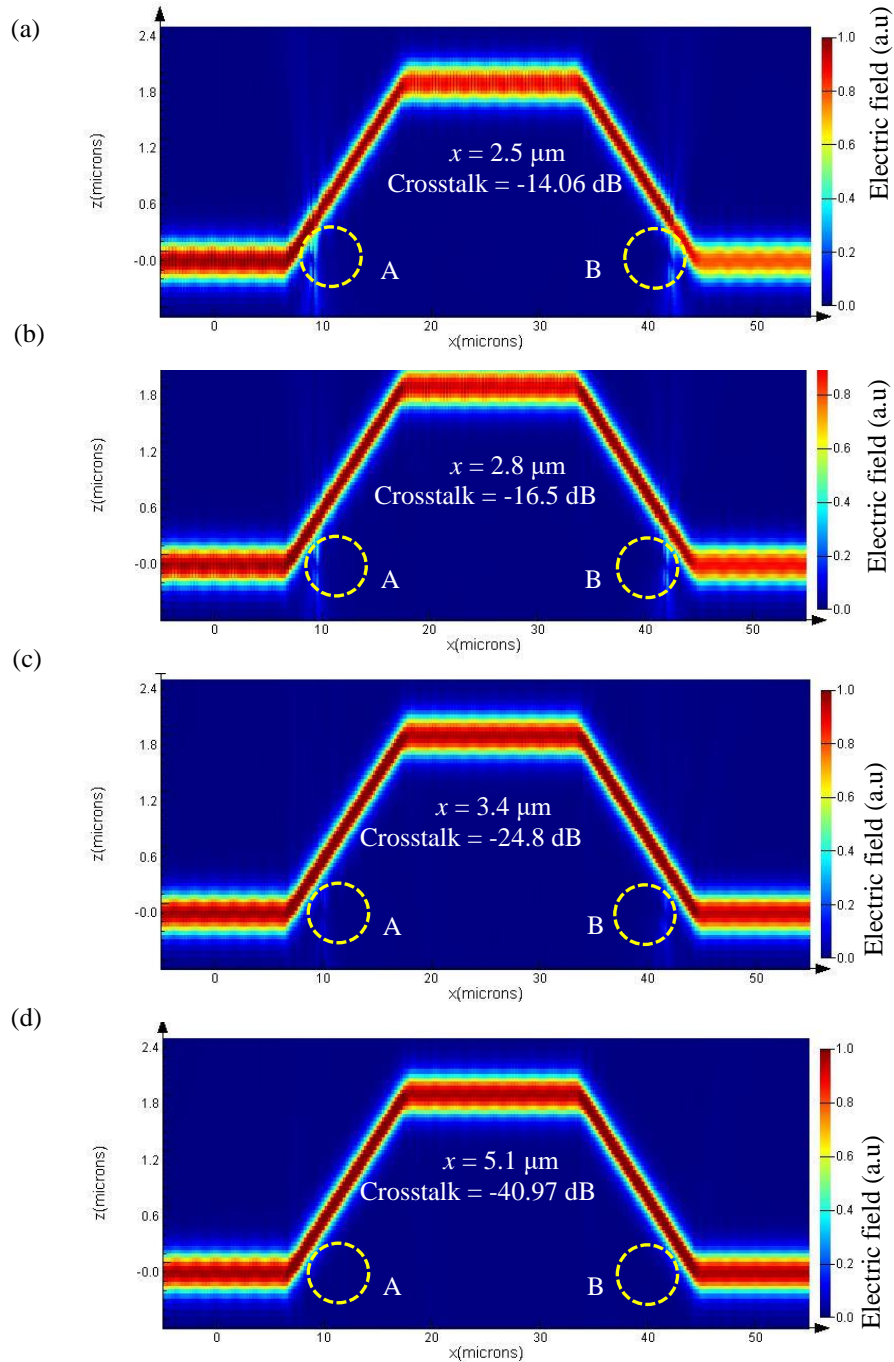 (a)
2.4
1.8
1.2
0.6
-0.0
z(microns)
x = 2.5 μm
Crosstalk = -14.06 dB
A
B
0
10
20
30
40
50
x(microns)
1.0
0.8
0.6
0.4
0.2
0.0
Electric field (a.u)
(b)
1.8
1.2
0.6
-0.0
z(microns)
x = 2.8 μm
Crosstalk = -16.5 dB
A
B
0
10
20
30
40
50
x(microns)
0.8
0.6
0.4
0.2
0.0
Electric field (a.u)
(c)
2.4
1.8
1.2
0.6
-0.0
z(microns)
x = 3.4 μm
Crosstalk = -24.8 dB
A
B
0
10
20
30
40
50
x(microns)
1.0
0.8
0.6
0.4
0.2
0.0
Electric field (a.u)
(d)
2.4
1.8
1.2
0.6
-0.0
z(microns)
x = 5.1 μm
Crosstalk = -40.97 dB
A
B
0
10
20
30
40
50
x(microns)
1.0
0.8
0.6
0.4
0.2
0.0
Electric field (a.u)